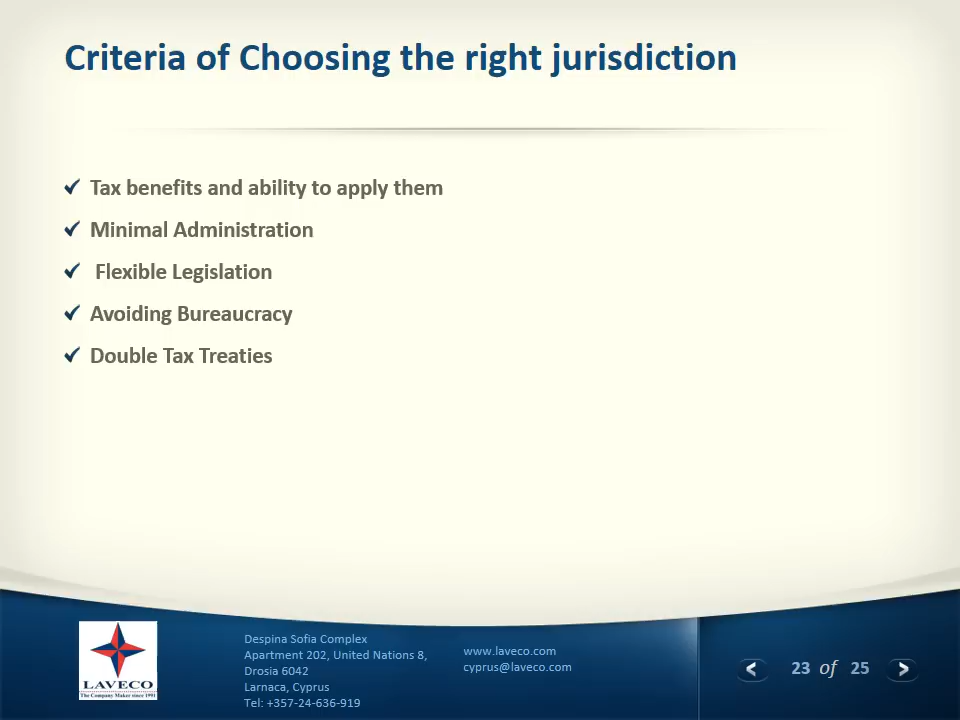 Criteria of Choosing the right jurisdiction
Tax benefits and ability to apply them
Minimal Administration
Flexible Legislation
Avoiding Bureaucracy
Double Tax Treaties
LAVECO
The Company Maker since 1991
Despina Sofia Complex
Apartment 202, United Nations 8,
Drosia 6042
Larnaca, Cyprus
Tel: +357-24-636-919
www.laveco.com
cyprus@laveco.com
23 of 25